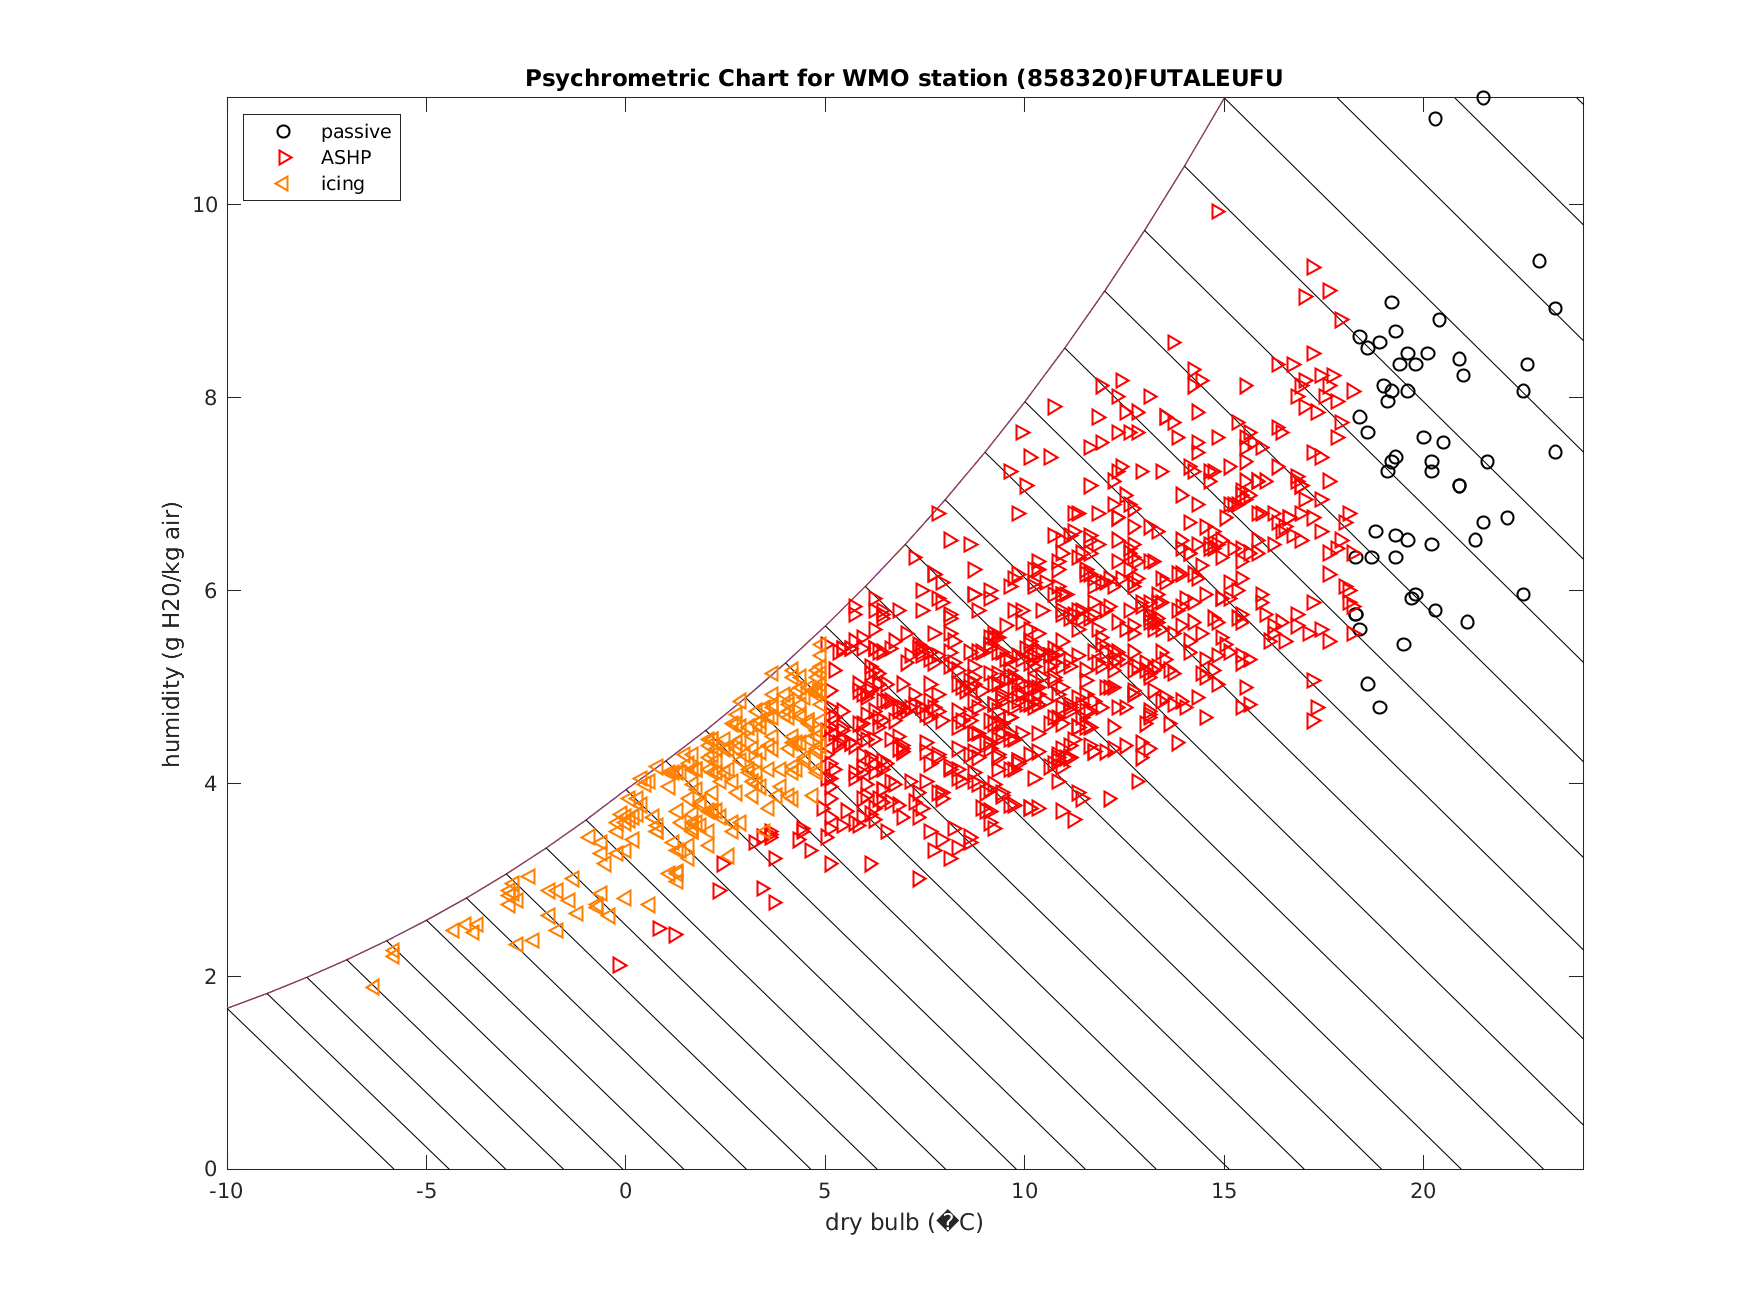 Psychrometric Chart for WMO station (858320)FUTALEUFU
passive
ASHP
icing
humidity (g H20/kg air)
10
8
6
4
2
0
-10 -5 0 5 10 15 20
dry bulb (�C)